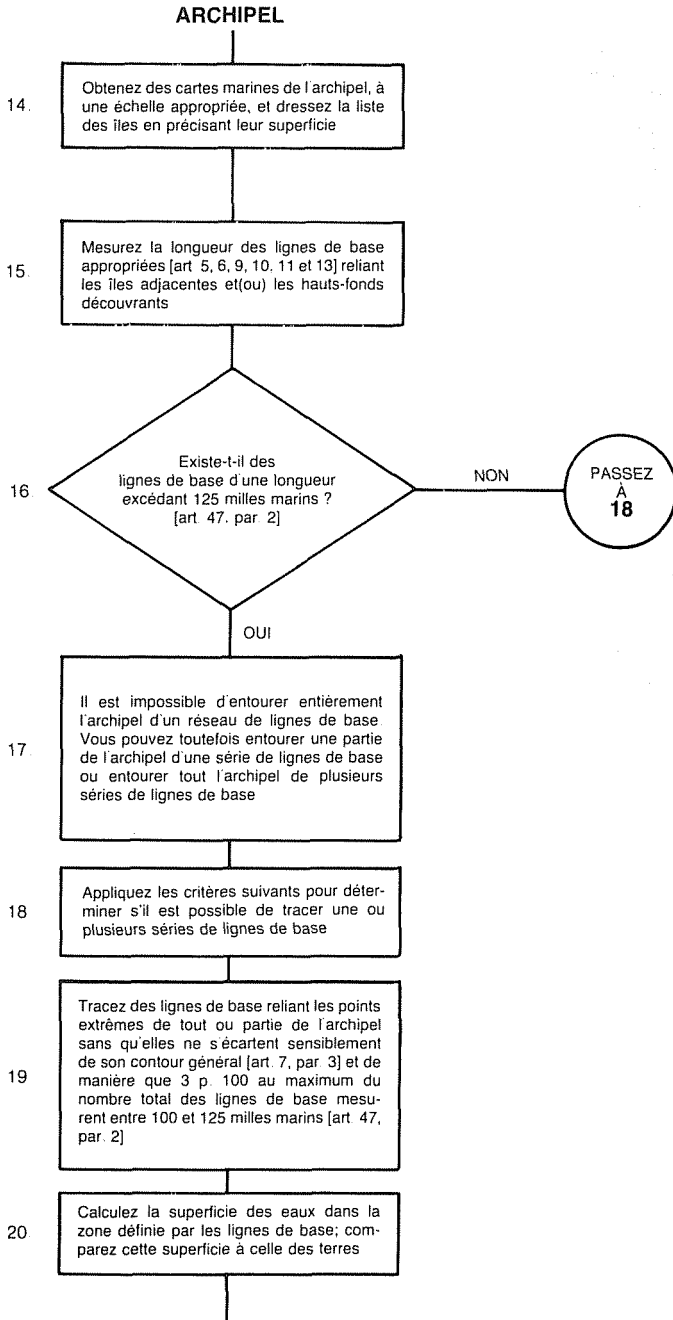 ARCHIPEL
14.
Obtenez des cartes marines de l'archipel, à
une échelle appropriée, et dressez la liste
des îles en précisant leur superficie
15.
Mesurez la longueur des lignes de base
appropriées [art 5, 6, 9, 10, 11 et 13] reliant
les îles adjacentes et(ou) les hauts-fonds
découvrants
16.
Existe-t-il des
lignes de base d'une longueur
excédant 125 milles marins ?
[art 47. par 2]
NON
PASSEZ
À
18
OUI
17.
Il est impossible d'entourer entièrement
l'archipel d'un réseau de lignes de base.
Vous pouvez toutefois entourer une partie
de l'archipel d'une série de lignes de base
ou entourer tout l'archipel de plusieurs
séries de lignes de base
18
Appliquez les critères suivants pour déter-
miner s'il est possible de tracer une ou
plusieurs séries de lignes de base
19
Tracez des lignes de base reliant les points
extrêmes de tout ou partie de l'archipel
sans qu'elles ne s'écartent sensiblement
de son contour général [art. 7, par. 3] et de
manière que 3 p. 100 au maximum du
nombre total des lignes de base mesu-
rent entre 100 et 125 milles marins [art 47,
par. 2]
20
Calculez la superficie des eaux dans la
zone définie par les lignes de base; com-
parez cette superficie à celle des terres